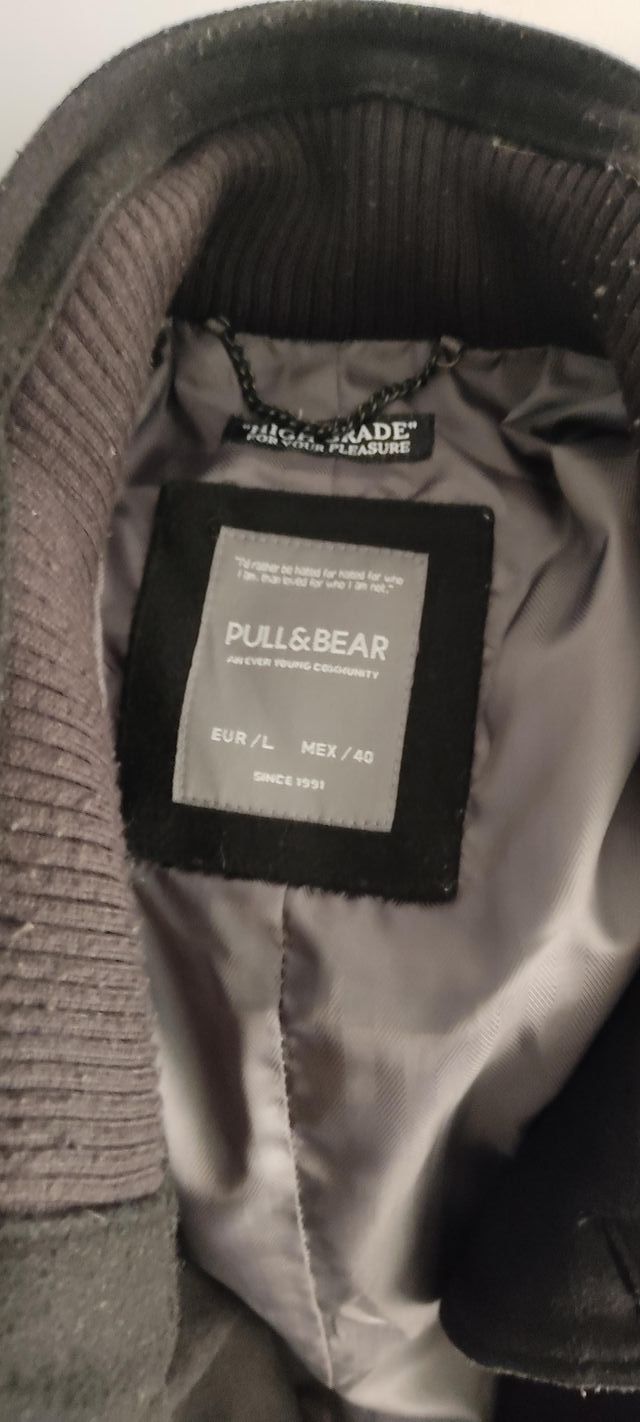 "HIGH GRADE"
FOR YOUR PLEASURE
"I'd rather be hated for hated for who
I am, than loved for who I am not."
PULL&BEAR
AN EVER YOUNG COMMUNITY
EUR/L MEX/40
SINCE 1991